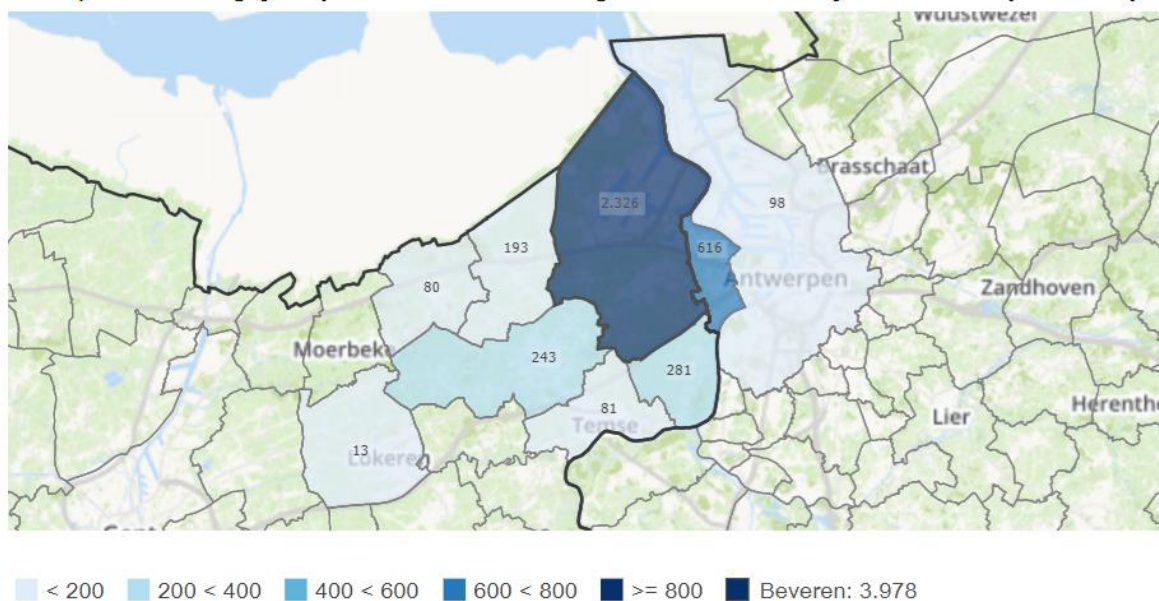 Wuustwezel
Brasschaat
2.326
98
193
616
Antwerpen
80
Zandhoven
Moerbeke
243
281
81
Temse
Lier
Herenth
13
Lokeren
< 200 200 < 400 400 < 600 600 < 800 >= 800 Beveren: 3.978